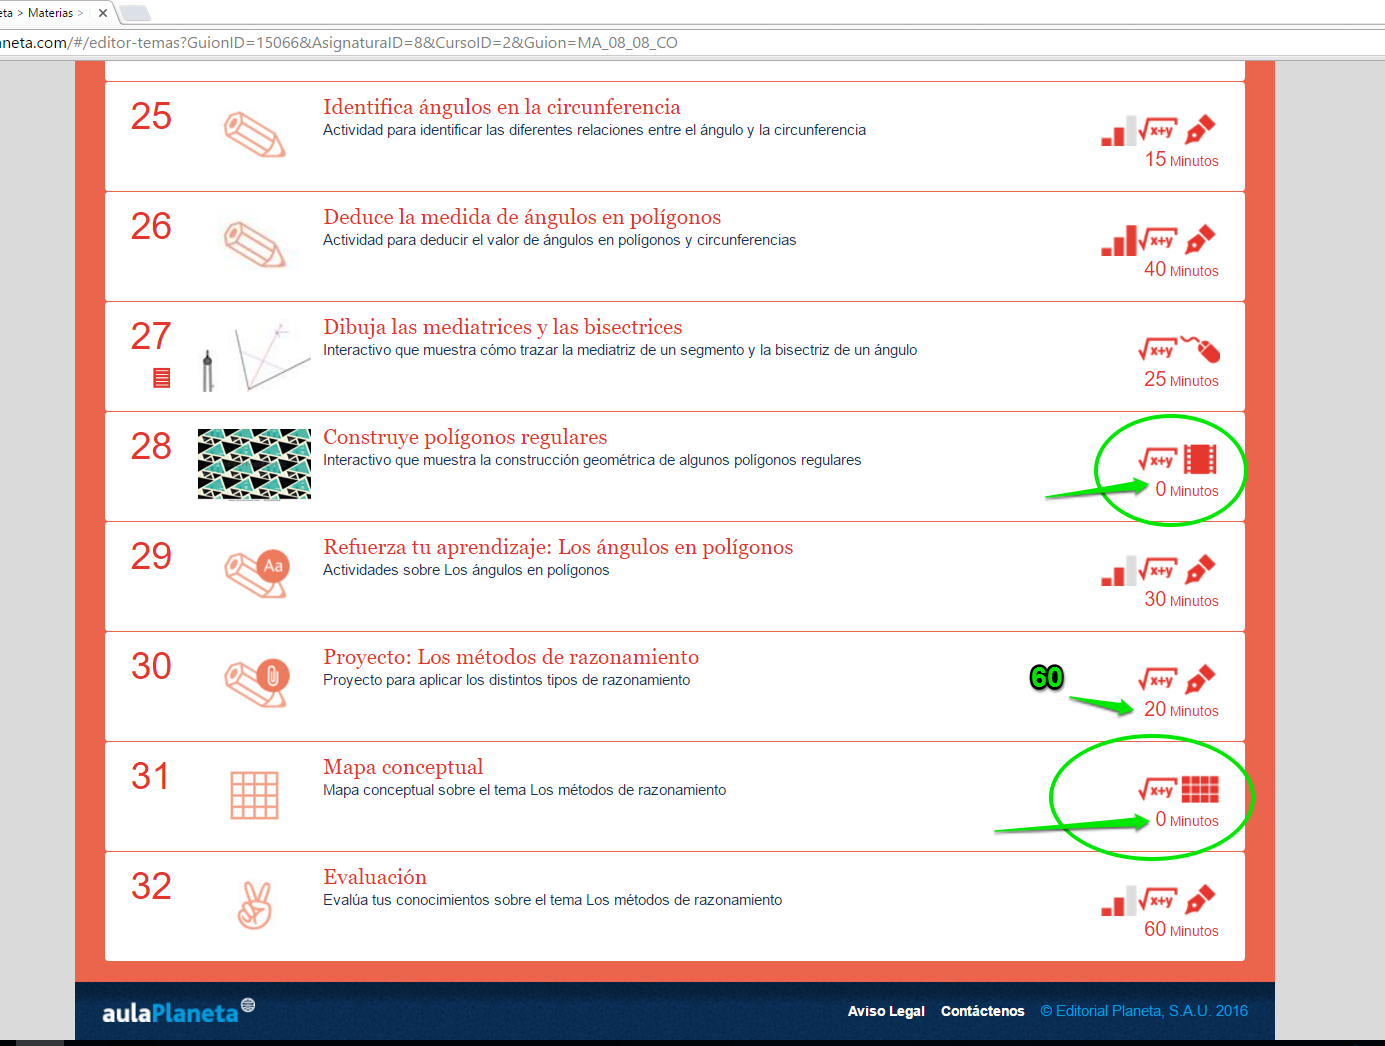 eta > Materias >
neta.com/#/editor-temas?GuionID=15066&AsignaturaID=8&CursoID=2&Guion=MA_08_08_CO
25
Identifica ángulos en la circunferencia
Actividad para identificar las diferentes relaciones entre el ángulo y la circunferencia
√x+y
15 Minutos
26
Deduce la medida de ángulos en polígonos
Actividad para deducir el valor de ángulos en polígonos y circunferencias
√x+y
40 Minutos
27
Dibuja las mediatrices y las bisectrices
Interactivo que muestra cómo trazar la mediatriz de un segmento y la bisectriz de un ángulo
√x+y
25 Minutos
28
Construye polígonos regulares
Interactivo que muestra la construcción geométrica de algunos polígonos regulares
√x+y
0 Minutos
29
Aa
Refuerza tu aprendizaje: Los ángulos en polígonos
Actividades sobre Los ángulos en polígonos
√x+y
30 Minutos
30
Proyecto: Los métodos de razonamiento
Proyecto para aplicar los distintos tipos de razonamiento
60
√x+y
20 Minutos
31
Mapa conceptual
Mapa conceptual sobre el tema Los métodos de razonamiento
√x+y
0 Minutos
32
Evaluación
Evalúa tus conocimientos sobre el tema Los métodos de razonamiento
√x+y
60 Minutos
aulaPlaneta
Aviso Legal Contáctenos © Editorial Planeta, S.A.U. 2016